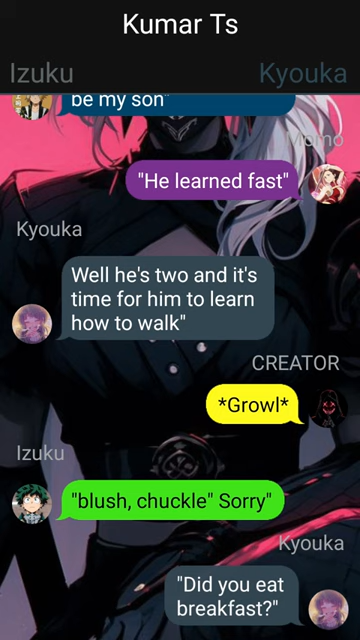 Kumar Ts
Izuku
Kyouka
be my son"
Momo
"He learned fast"
Kyouka
Well he's two and it's
time for him to learn
how to walk"
CREATOR
*Growl*
Izuku
"blush, chuckle" Sorry"
Kyouka
"Did you eat
breakfast?"